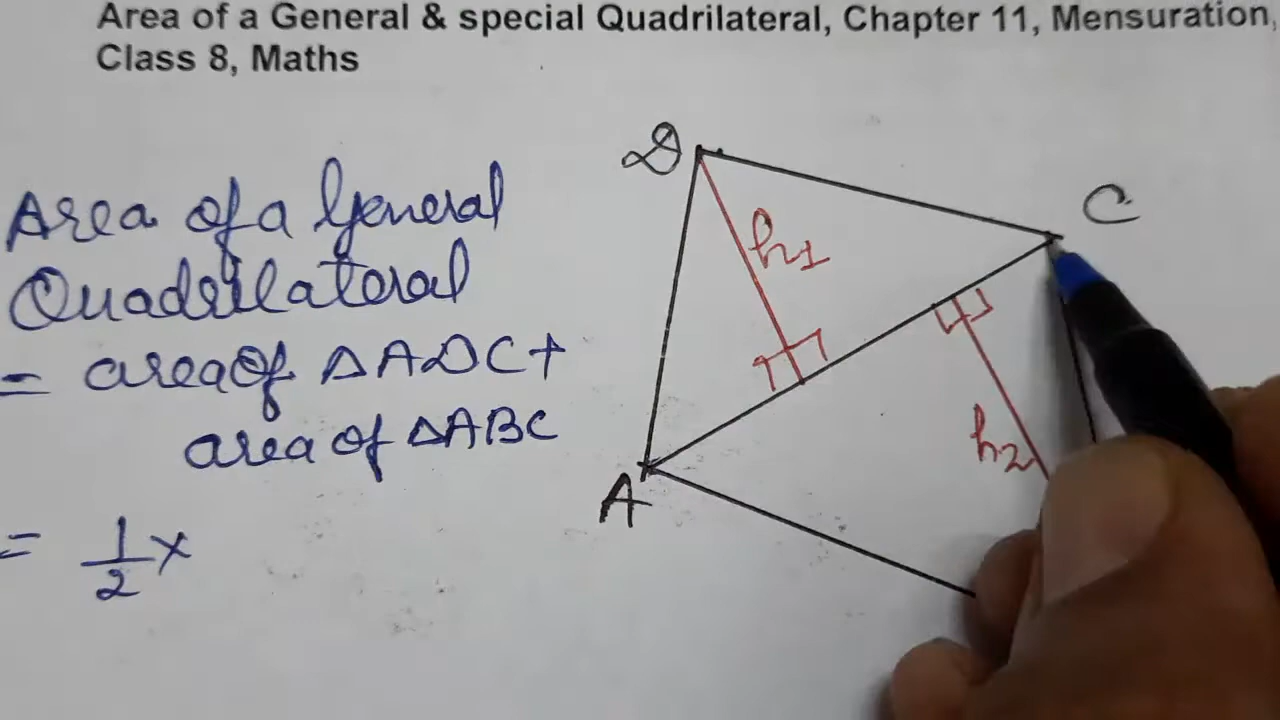 Area of a General & special Quadrilateral, Chapter 11, Mensuration,
Class 8, Maths
D
C
h1
Area of a General
Quadrilateral
= area of ΔADC+
area of ΔABC
h2
A
= 1/2 x